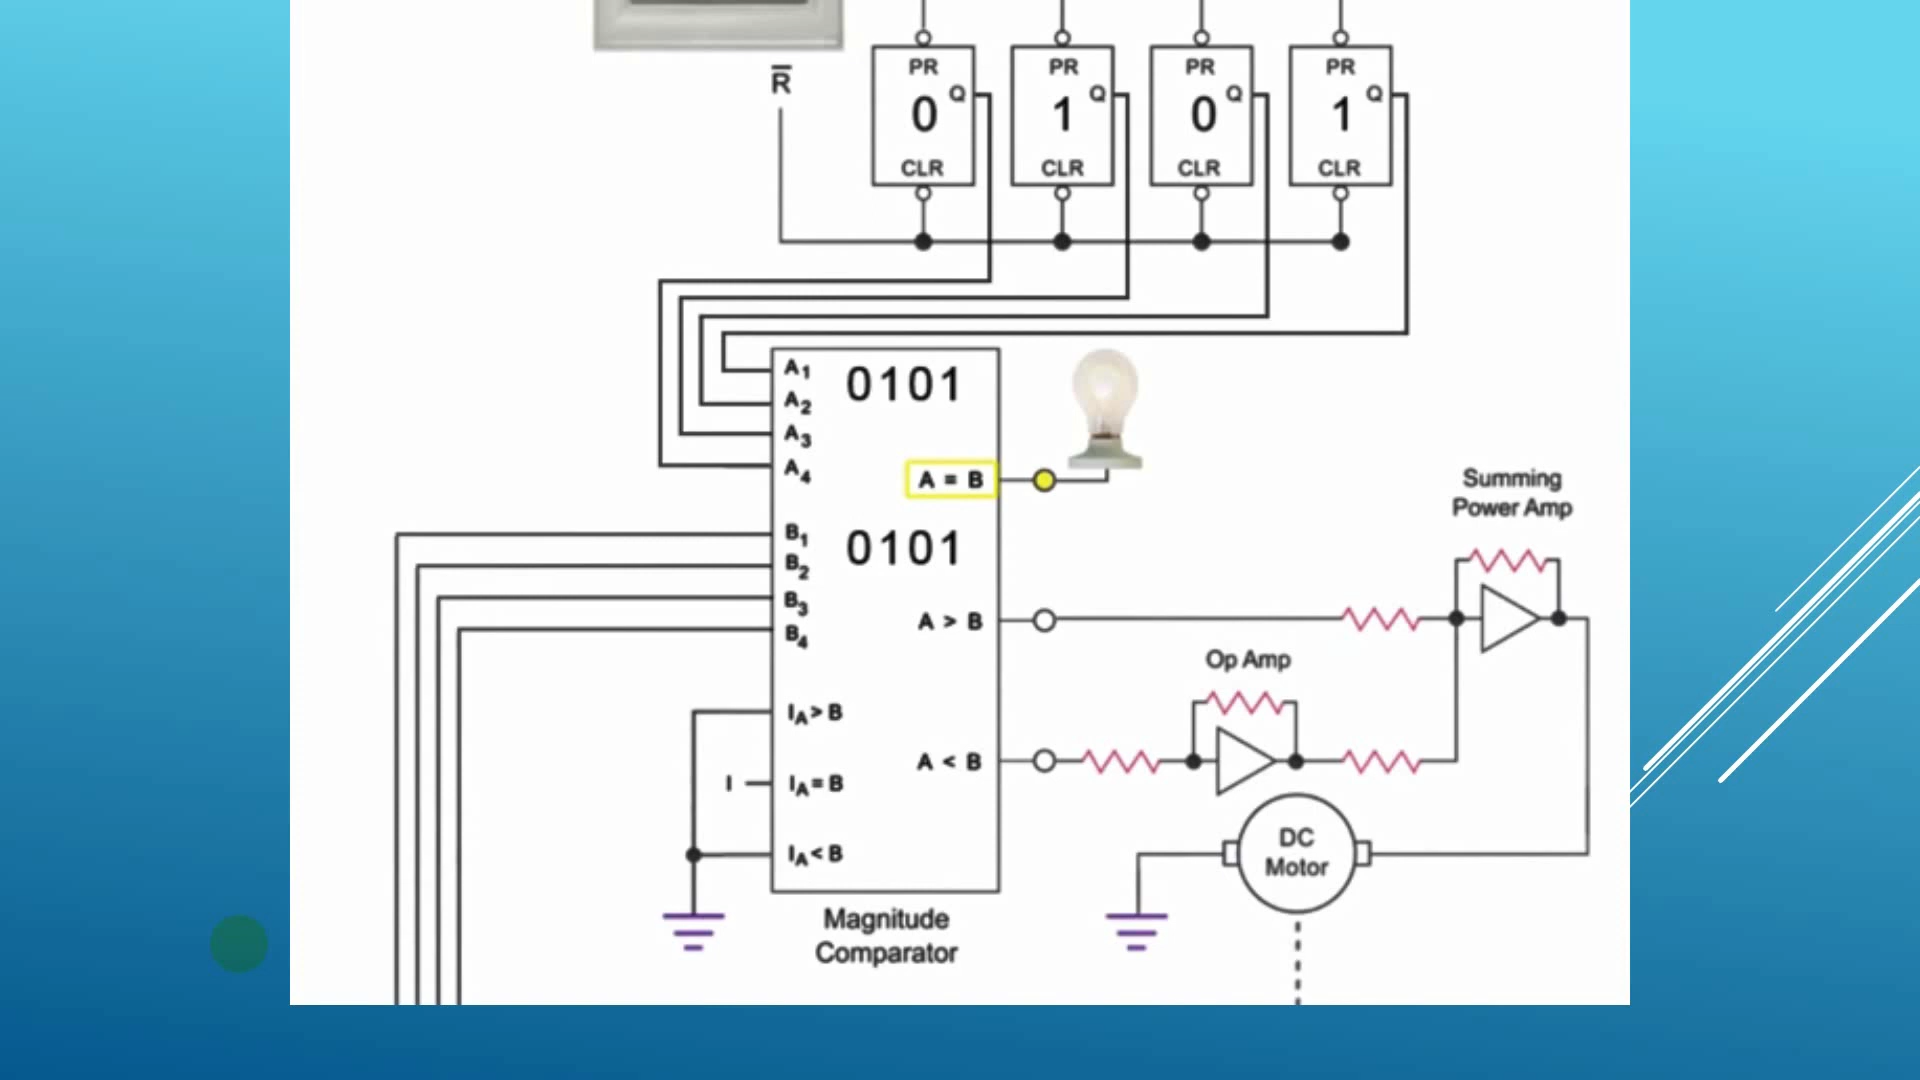 R̅
PR
Q
0
CLR
PR
Q
1
CLR
PR
Q
0
CLR
PR
Q
1
CLR
A1
0101
A2
A3
A4
A = B
B1
0101
B2
B3
B4
A > B
Summing
Power Amp
Op Amp
IA > B
A < B
I
IA = B
IA < B
DC
Motor
Magnitude
Comparator